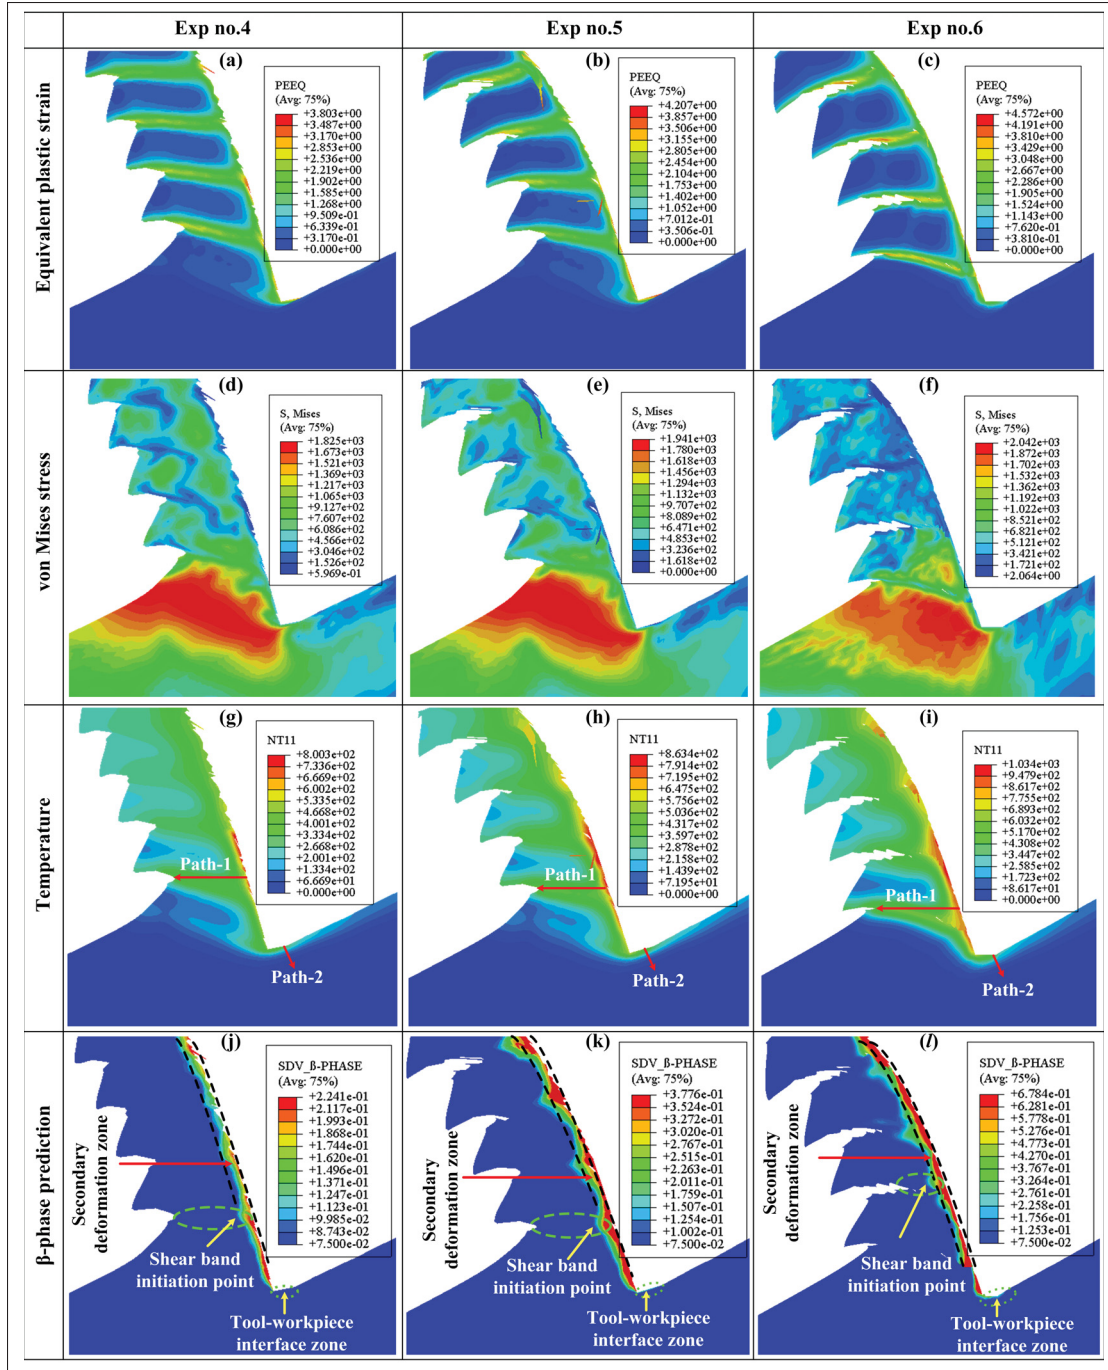 Exp no.4
Exp no.5
Exp no.6
Equivalent plastic strain
(a)
PEEQ
(Avg: 75%)
+3.803e+00
+3.487e+00
+3.170e+00
+2.853e+00
+2.536e+00
+2.219e+00
+1.902e+00
+1.585e+00
+1.268e+00
+9.509e-01
+6.339e-01
+3.170e-01
+0.000e+00
(b)
PEEQ
(Avg: 75%)
+4.207e+00
+3.857e+00
+3.506e+00
+3.155e+00
+2.805e+00
+2.454e+00
+2.104e+00
+1.753e+00
+1.402e+00
+1.052e+00
+7.012e-01
+3.506e-01
+0.000e+00
(c)
PEEQ
(Avg: 75%)
+4.572e+00
+4.191e+00
+3.810e+00
+3.429e+00
+3.048e+00
+2.667e+00
+2.286e+00
+1.905e+00
+1.524e+00
+1.143e+00
+7.620e-01
+3.810e-01
+0.000e+00
von Mises stress
(d)
S, Mises
(Avg: 75%)
+1.825e+03
+1.673e+03
+1.521e+03
+1.369e+03
+1.217e+03
+1.065e+03
+9.127e+02
+7.607e+02
+6.086e+02
+4.566e+02
+3.046e+02
+1.526e+02
+5.969e-01
(e)
S, Mises
(Avg: 75%)
+1.941e+03
+1.780e+03
+1.618e+03
+1.456e+03
+1.294e+03
+1.132e+03
+9.707e+02
+8.089e+02
+6.471e+02
+4.853e+02
+3.236e+02
+1.618e+02
+0.000e+00
(f)
S, Mises
(Avg: 75%)
+2.042e+03
+1.872e+03
+1.702e+03
+1.532e+03
+1.362e+03
+1.192e+03
+1.022e+03
+8.521e+02
+6.821e+02
+5.121e+02
+3.421e+02
+1.721e+02
+2.064e+00
Temperature
(g)
NT11
+8.003e+02
+7.336e+02
+6.669e+02
+6.002e+02
+5.335e+02
+4.668e+02
+4.001e+02
+3.334e+02
+2.668e+02
+2.001e+02
+1.334e+02
+6.669e+01
+0.000e+00
Path-1
Path-2
(h)
NT11
+8.634e+02
+7.914e+02
+7.195e+02
+6.475e+02
+5.756e+02
+5.036e+02
+4.317e+02
+3.597e+02
+2.878e+02
+2.158e+02
+1.439e+02
+7.195e+01
+0.000e+00
Path-1
Path-2
(i)
NT11
+1.034e+03
+9.479e+02
+8.617e+02
+7.755e+02
+6.893e+02
+6.032e+02
+5.170e+02
+4.308e+02
+3.447e+02
+2.585e+02
+1.723e+02
+8.617e+01
+0.000e+00
Path-1
Path-2
β-phase prediction
(j)
SDV_β-PHASE
(Avg: 75%)
+2.241e-01
+2.117e-01
+1.993e-01
+1.868e-01
+1.744e-01
+1.620e-01
+1.496e-01
+1.371e-01
+1.247e-01
+1.123e-01
+9.985e-02
+8.743e-02
+7.500e-02
Secondary
deformation zone
Shear band
initiation point
Tool-workpiece
interface zone
(k)
SDV_β-PHASE
(Avg: 75%)
+3.776e-01
+3.524e-01
+3.272e-01
+3.020e-01
+2.767e-01
+2.515e-01
+2.263e-01
+2.011e-01
+1.759e-01
+1.507e-01
+1.254e-01
+1.002e-01
+7.500e-02
Secondary
deformation zone
Shear band
initiation point
Tool-workpiece
interface zone
(l)
SDV_β-PHASE
(Avg: 75%)
+6.784e-01
+6.281e-01
+5.778e-01
+5.276e-01
+4.773e-01
+4.270e-01
+3.767e-01
+3.264e-01
+2.761e-01
+2.258e-01
+1.756e-01
+1.253e-01
+7.500e-02
Secondary
deformation zone
Shear band
initiation point
Tool-workpiece
interface zone